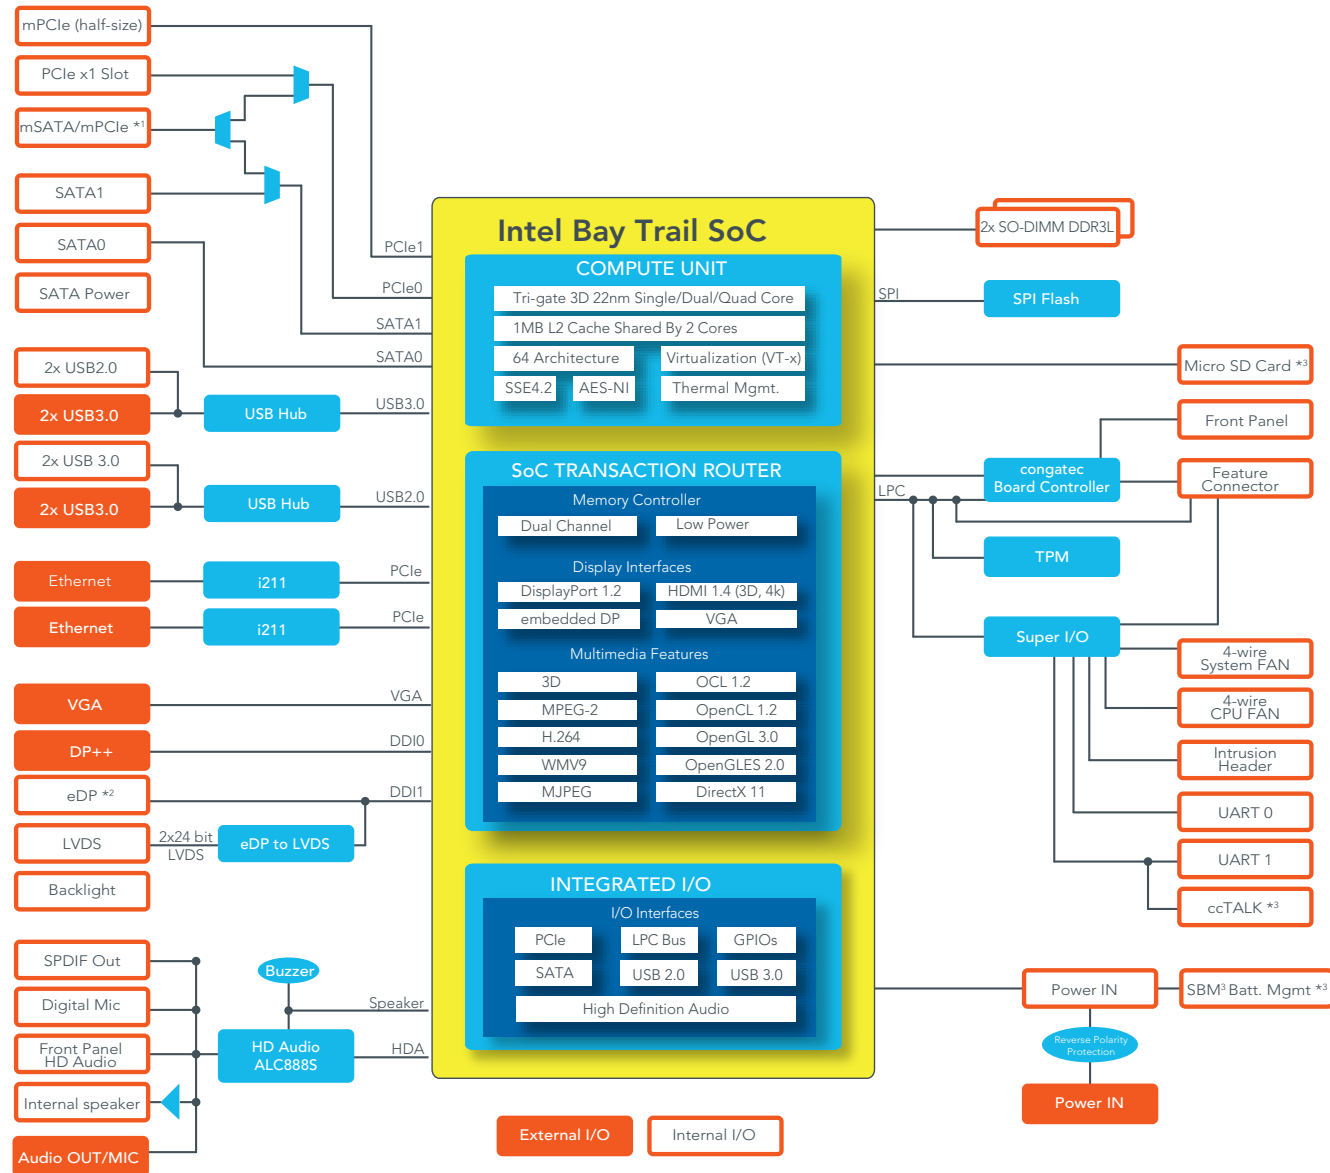 mPCIe (half-size)
PCIe x1 Slot
mSATA/mPCIe *1
SATA1
SATA0
SATA Power
2x USB2.0
2x USB3.0
USB Hub
2x USB 3.0
2x USB3.0
USB Hub
Ethernet
i211
Ethernet
i211
VGA
DP++
eDP *2
LVDS
2x24 bit
LVDS
eDP to LVDS
Backlight
SPDIF Out
Digital Mic
Front Panel
HD Audio
Internal speaker
Audio OUT/MIC
Buzzer
HD Audio
ALC888S
PCIe1
PCIe0
SATA1
SATA0
USB3.0
USB2.0
PCIe
PCIe
VGA
DDI0
DDI1
Speaker
HDA
Intel Bay Trail SoC
COMPUTE UNIT
Tri-gate 3D 22nm Single/Dual/Quad Core
1MB L2 Cache Shared By 2 Cores
64 Architecture
Virtualization (VT-x)
SSE4.2
AES-NI
Thermal Mgmt.
SoC TRANSACTION ROUTER
Memory Controller
Dual Channel
Low Power
Display Interfaces
DisplayPort 1.2
HDMI 1.4 (3D, 4k)
embedded DP
VGA
Multimedia Features
3D
OCL 1.2
MPEG-2
OpenCL 1.2
H.264
OpenGL 3.0
WMV9
OpenGLES 2.0
MJPEG
DirectX 11
INTEGRATED I/O
I/O Interfaces
PCIe
LPC Bus
GPIOs
SATA
USB 2.0
USB 3.0
High Definition Audio
External I/O
Internal I/O
2x SO-DIMM DDR3L
SPI
SPI Flash
Micro SD Card *3
Front Panel
congatec
Board Controller
Feature
Connector
LPC
TPM
Super I/O
4-wire
System FAN
4-wire
CPU FAN
Intrusion
Header
UART 0
UART 1
ccTALK *3
Power IN
SBM3 Batt. Mgmt *3
Reverse Polarity
Protection
Power IN